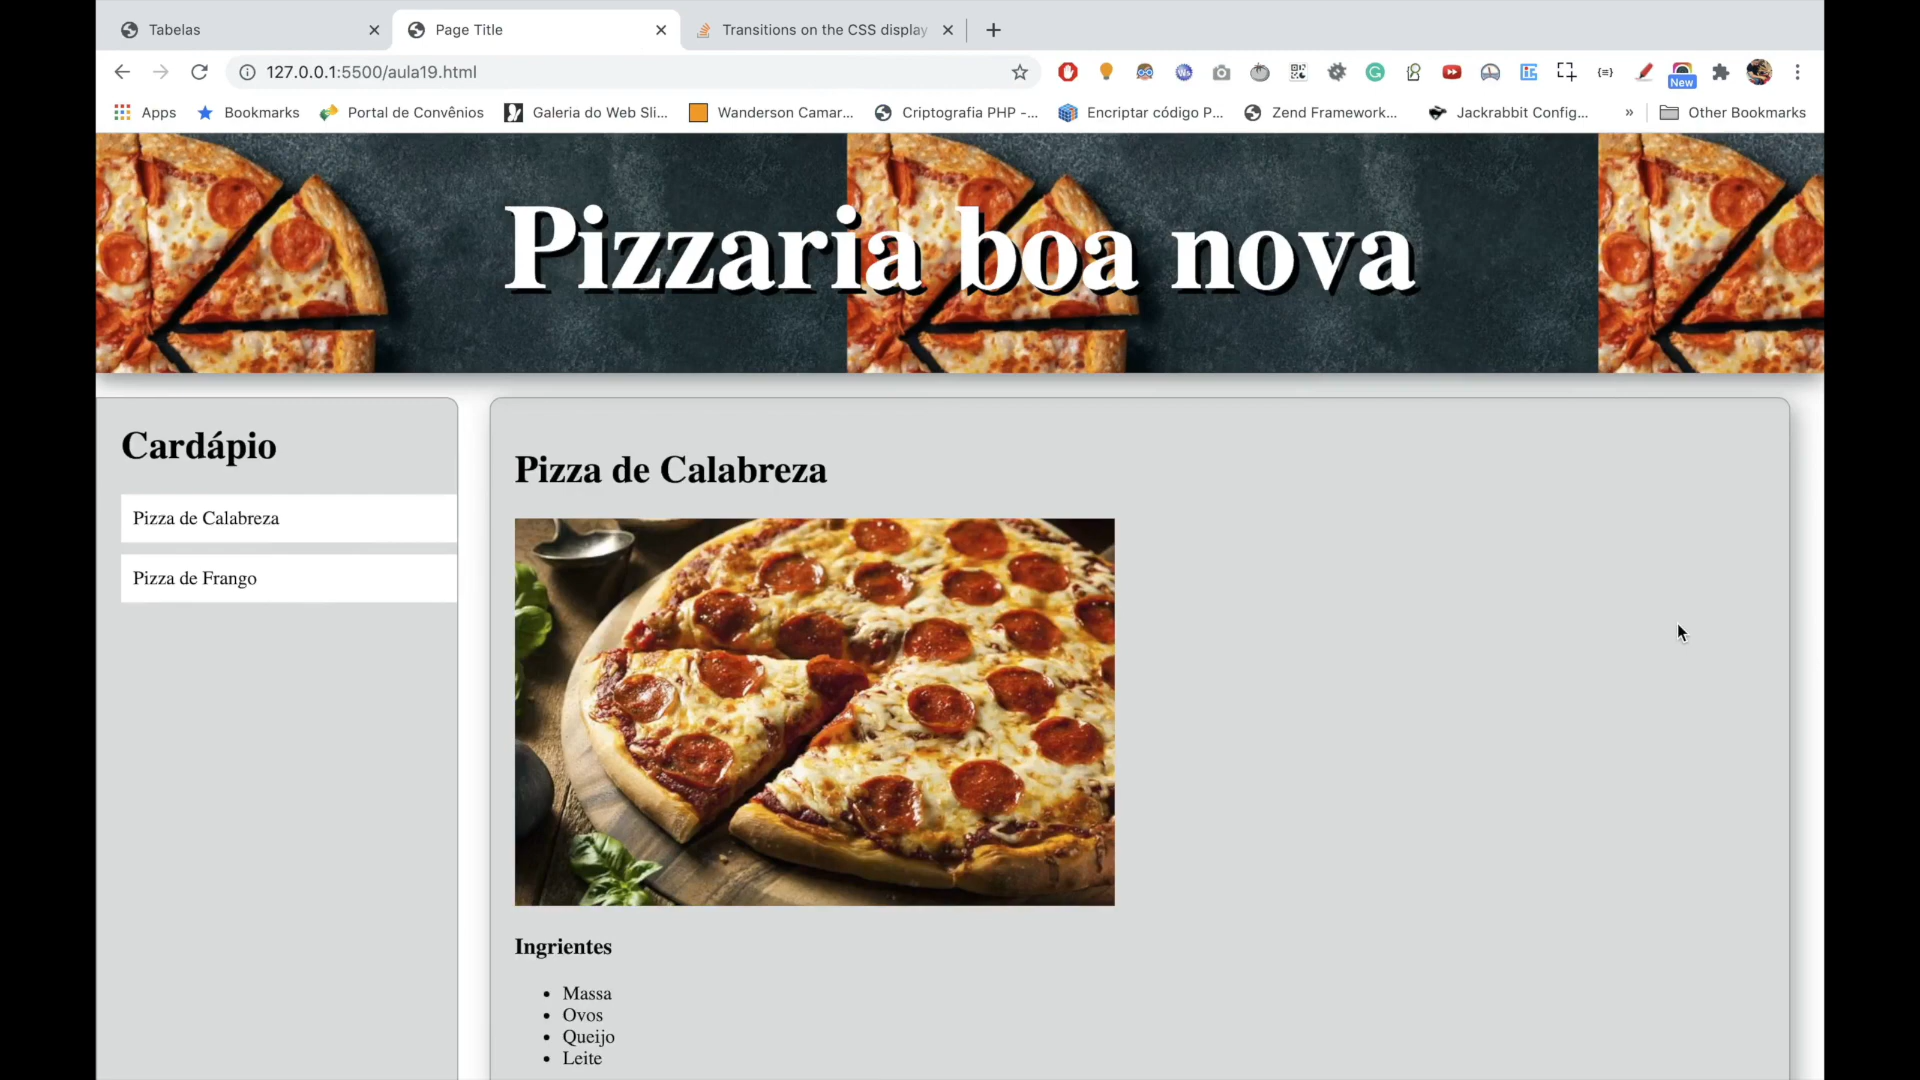 Tabelas
Page Title
Transitions on the CSS display
127.0.0.1:5500/aula19.html
New
Apps
Bookmarks
Portal de Convênios
Galeria do Web Sli...
Wanderson Camar...
Criptografia PHP -...
Encriptar código P...
Zend Framework...
Jackrabbit Config...
»
Other Bookmarks
Pizzaria boa nova
Cardápio
Pizza de Calabreza
Pizza de Frango
Pizza de Calabreza
Ingrientes
• Massa
• Ovos
• Queijo
• Leite